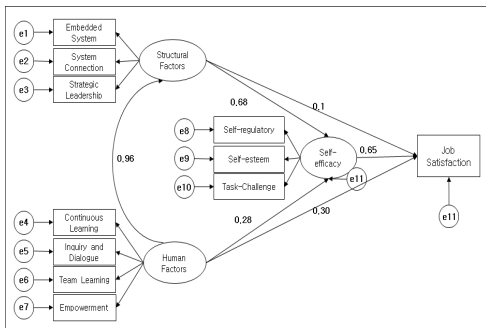 e1
Embedded
System
e2
System
Connection
e3
Strategic
Leadership
Structural
Factors
0,68
0,1
e8
Self-regulatory
e9
Self-esteem
e10
Task-Challenge
Self-
efficacy
0,65
e11
Job
Satisfaction
e11
0,96
0,28
0,30
e4
Continuous
Learning
e5
Inquiry and
Dialogue
e6
Team Learning
e7
Empowerment
Human
Factors